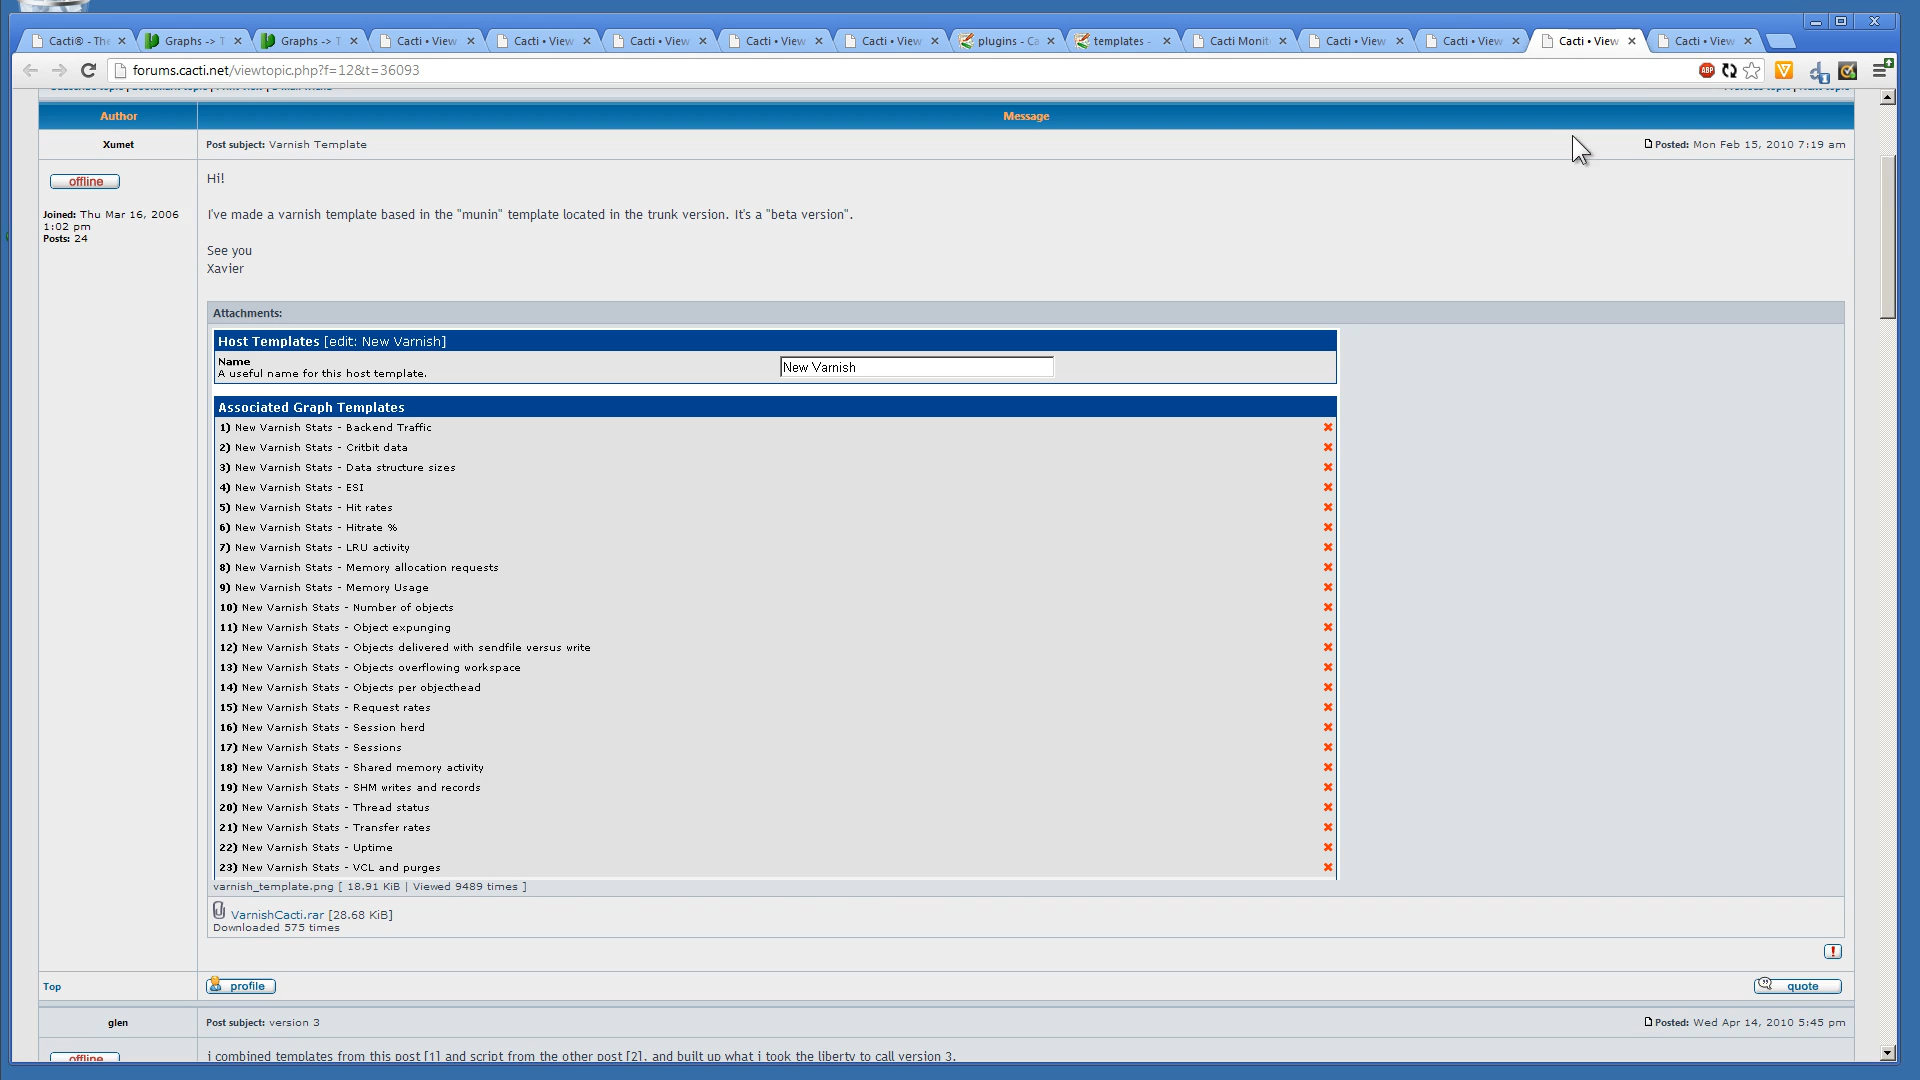 Cacti® - The
Graphs -> T
Graphs -> T
Cacti • View
Cacti • View
Cacti • View
Cacti • View
Cacti • View
plugins - Ca
templates -
Cacti Monit
Cacti • View
Cacti • View
Cacti • View
Cacti • View
forums.cacti.net/viewtopic.php?f=12&t=36093
ABP
Author
Message
Xumet
Post subject: Varnish Template
Posted: Mon Feb 15, 2010 7:19 am
offline
Joined: Thu Mar 16, 2006
1:02 pm
Posts: 24
Hi!
I've made a varnish template based in the "munin" template located in the trunk version. It's a "beta version".
See you
Xavier
Attachments:
Host Templates [edit: New Varnish]
Name
A useful name for this host template.
New Varnish
Associated Graph Templates
1) New Varnish Stats - Backend Traffic
2) New Varnish Stats - Critbit data
3) New Varnish Stats - Data structure sizes
4) New Varnish Stats - ESI
5) New Varnish Stats - Hit rates
6) New Varnish Stats - Hitrate %
7) New Varnish Stats - LRU activity
8) New Varnish Stats - Memory allocation requests
9) New Varnish Stats - Memory Usage
10) New Varnish Stats - Number of objects
11) New Varnish Stats - Object expunging
12) New Varnish Stats - Objects delivered with sendfile versus write
13) New Varnish Stats - Objects overflowing workspace
14) New Varnish Stats - Objects per objecthead
15) New Varnish Stats - Request rates
16) New Varnish Stats - Session herd
17) New Varnish Stats - Sessions
18) New Varnish Stats - Shared memory activity
19) New Varnish Stats - SHM writes and records
20) New Varnish Stats - Thread status
21) New Varnish Stats - Transfer rates
22) New Varnish Stats - Uptime
23) New Varnish Stats - VCL and purges
varnish_template.png [ 18.91 KiB | Viewed 9489 times ]
VarnishCacti.rar [28.68 KiB]
Downloaded 575 times
Top
profile
quote
glen
Post subject: version 3
Posted: Wed Apr 14, 2010 5:45 pm
offline
i combined templates from this post [1] and script from the other post [2], and built up what i took the liberty to call version 3.